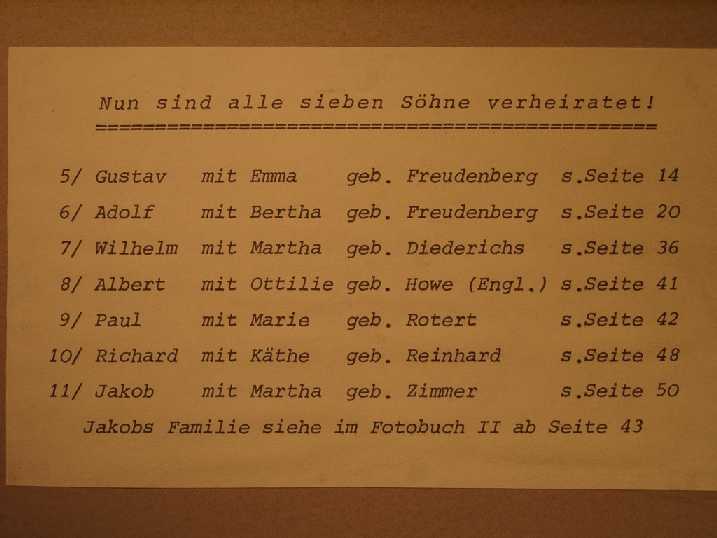 Nun sind alle sieben Söhne verheiratet!
===============================================
5/ Gustav mit Emma geb. Freudenberg s.Seite 14
6/ Adolf mit Bertha geb. Freudenberg s.Seite 20
7/ Wilhelm mit Martha geb. Diederichs s.Seite 36
8/ Albert mit Ottilie geb. Howe (Engl.) s.Seite 41
9/ Paul mit Marie geb. Rotert s.Seite 42
10/ Richard mit Käthe geb. Reinhard s.Seite 48
11/ Jakob mit Martha geb. Zimmer s.Seite 50
Jakobs Familie siehe im Fotobuch II ab Seite 43